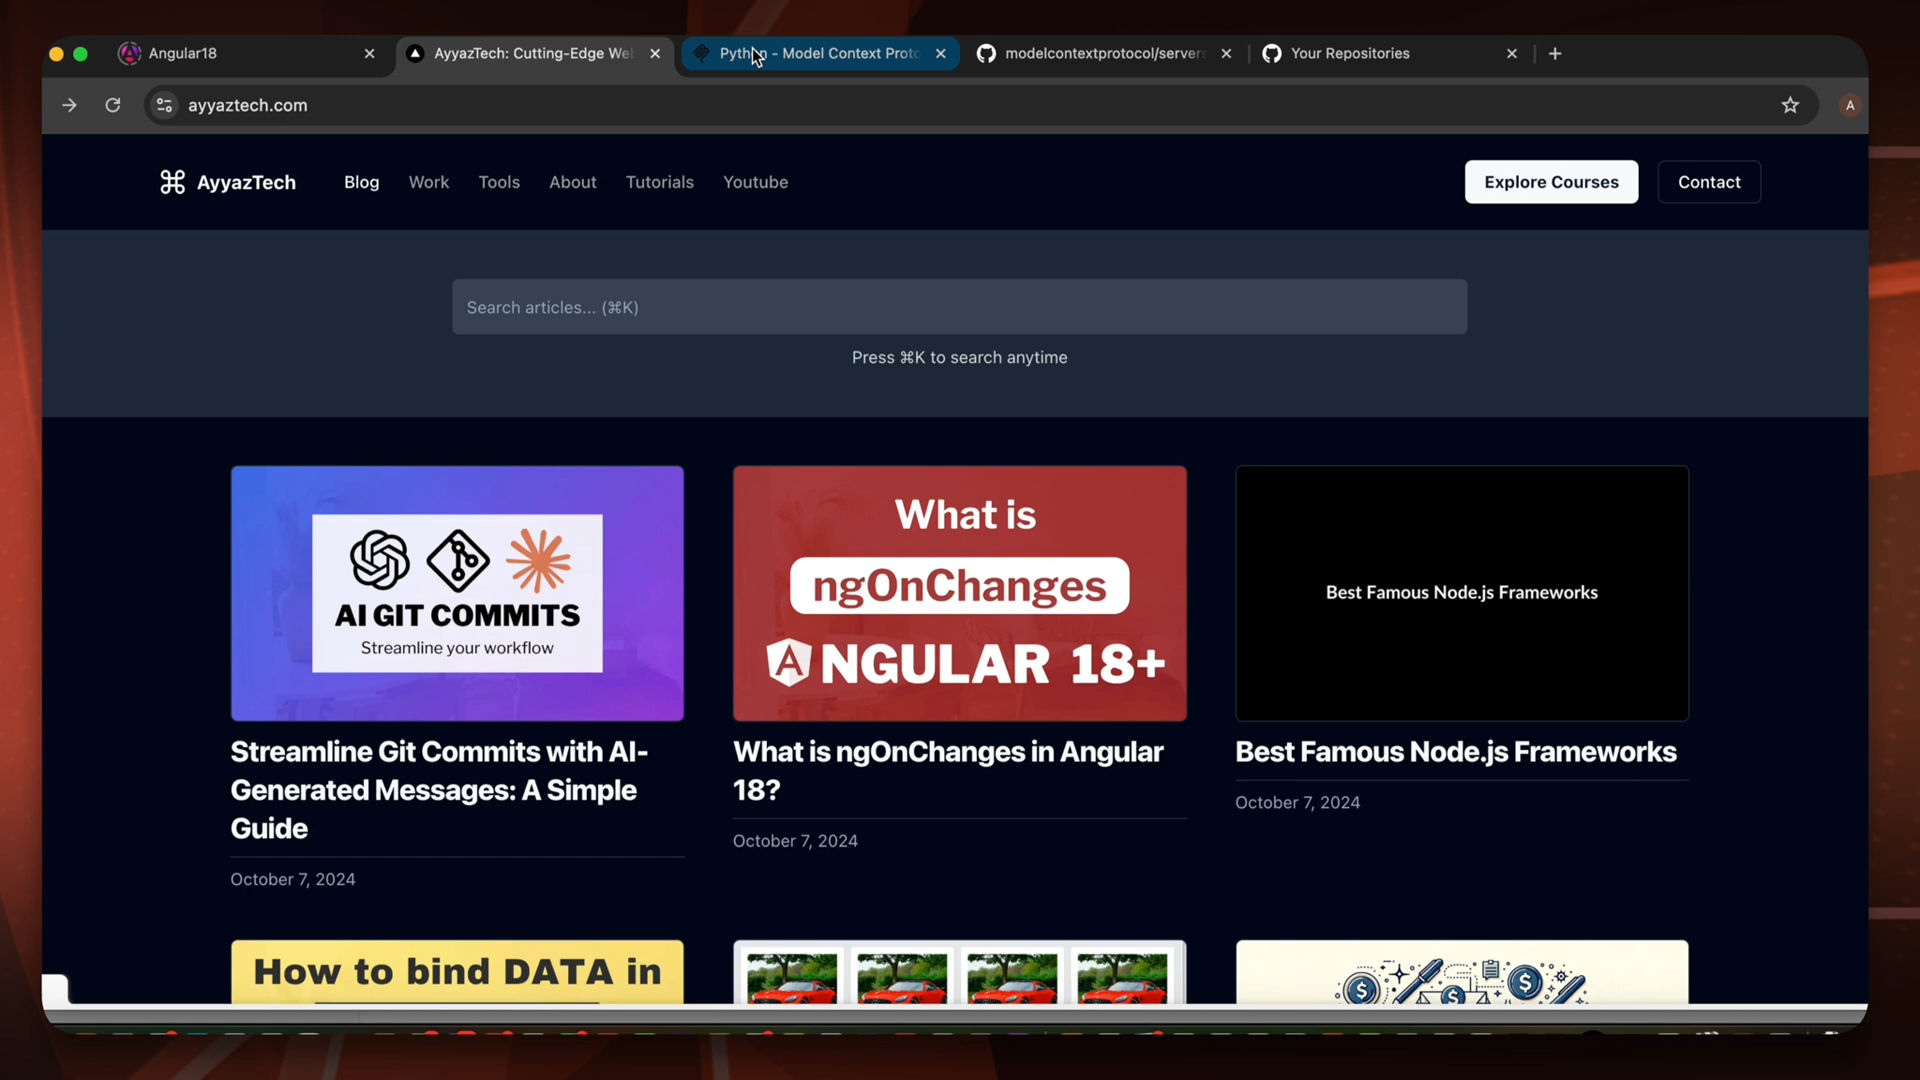 Angular18
AyyazTech: Cutting-Edge We
Python - Model Context Proto
modelcontextprotocol/servers
Your Repositories
ayyaztech.com
A
AyyazTech
Blog
Work
Tools
About
Tutorials
Youtube
Explore Courses
Contact
Search articles... (⌘K)
Press ⌘K to search anytime
AI GIT COMMITS
Streamline your workflow
What is
ngOnChanges
ANGULAR 18+
Best Famous Node.js Frameworks
Streamline Git Commits with AI-
Generated Messages: A Simple
Guide
October 7, 2024
What is ngOnChanges in Angular
18?
October 7, 2024
Best Famous Node.js Frameworks
October 7, 2024
How to bind DATA in